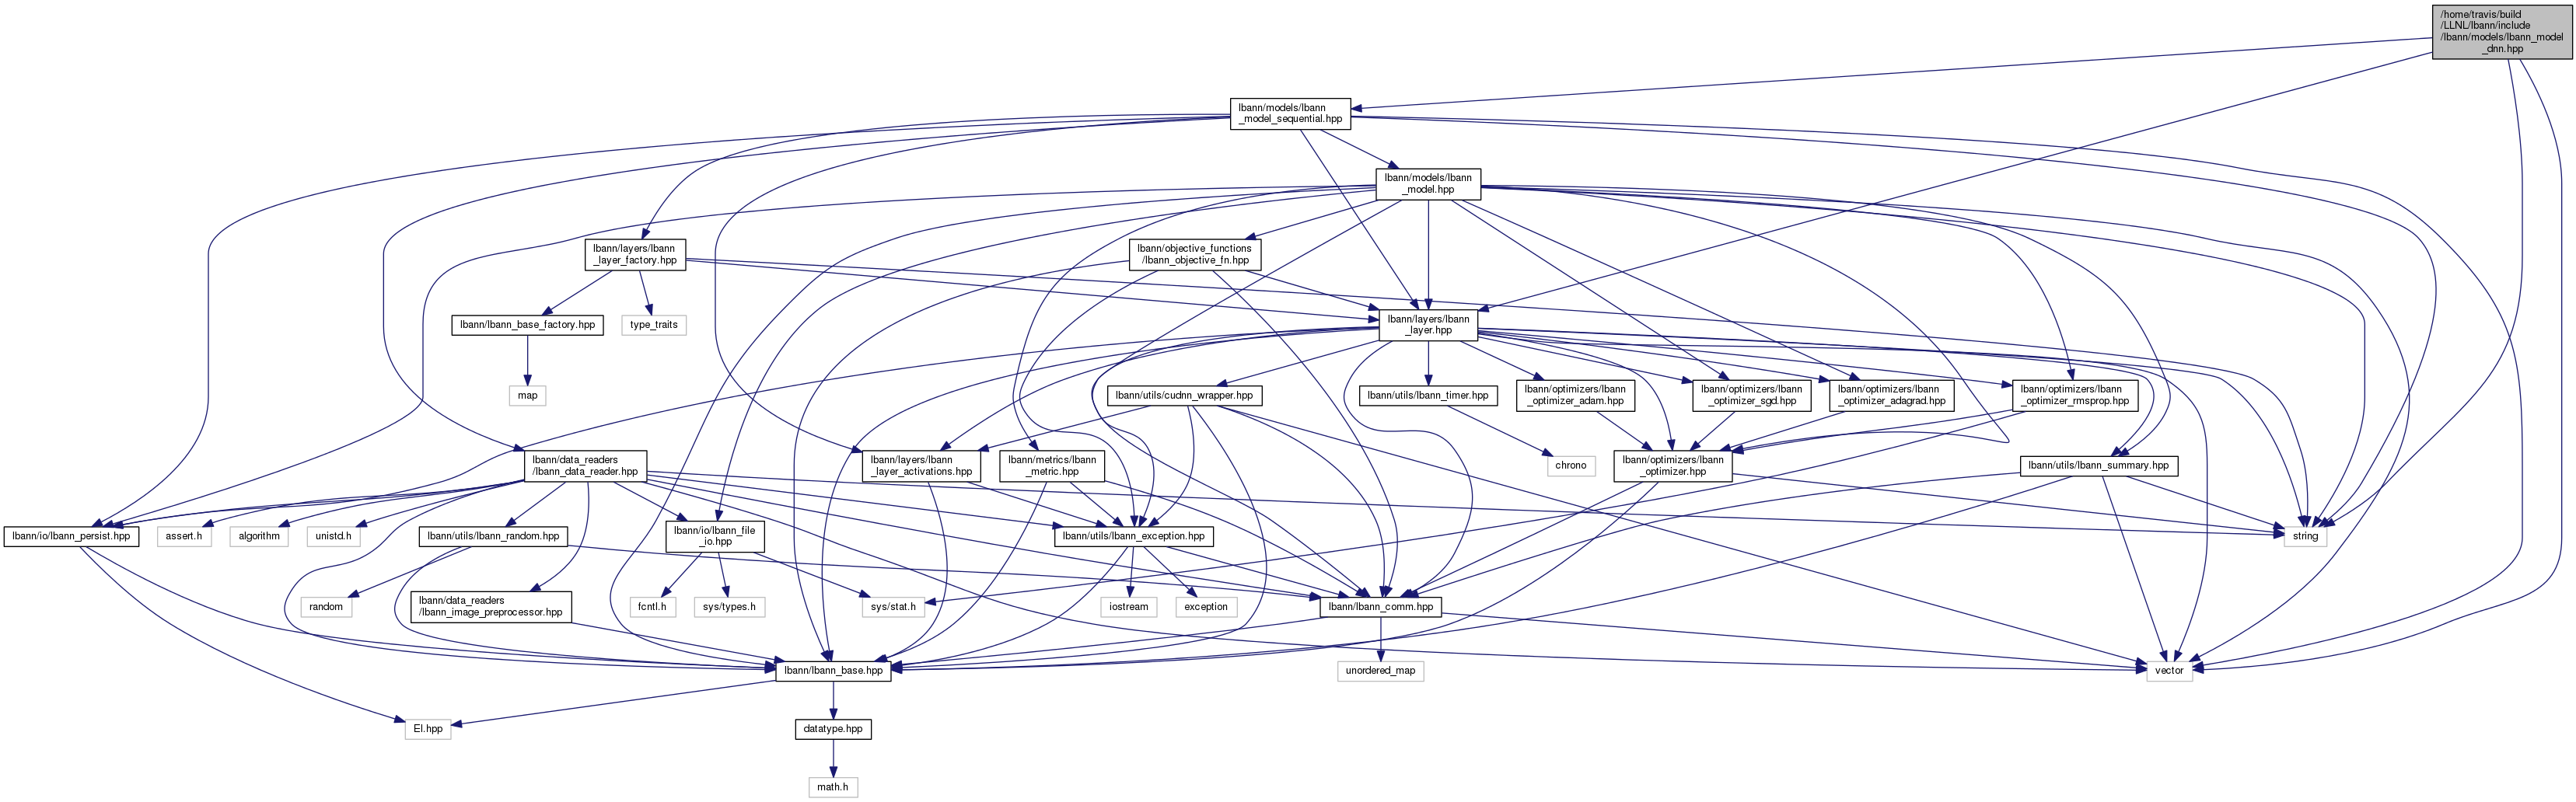 /home/travis/build
/LLNL/lbann/include
/lbann/models/lbann_model
_dnn.hpp
lbann/models/lbann
_model_sequential.hpp
lbann/models/lbann
_model.hpp
lbann/layers/lbann
_layer_factory.hpp
lbann/objective_functions
/lbann_objective_fn.hpp
lbann/lbann_base_factory.hpp
type_traits
lbann/layers/lbann
_layer.hpp
map
lbann/utils/cudnn_wrapper.hpp
lbann/utils/lbann_timer.hpp
lbann/optimizers/lbann
_optimizer_adam.hpp
lbann/optimizers/lbann
_optimizer_sgd.hpp
lbann/optimizers/lbann
_optimizer_adagrad.hpp
lbann/optimizers/lbann
_optimizer_rmsprop.hpp
lbann/data_readers
/lbann_data_reader.hpp
lbann/layers/lbann
_layer_activations.hpp
lbann/metrics/lbann
_metric.hpp
chrono
lbann/optimizers/lbann
_optimizer.hpp
lbann/utils/lbann_summary.hpp
lbann/io/lbann_persist.hpp
assert.h
algorithm
unistd.h
lbann/utils/lbann_random.hpp
lbann/io/lbann_file
_io.hpp
lbann/utils/lbann_exception.hpp
string
random
lbann/data_readers
/lbann_image_preprocessor.hpp
fcntl.h
sys/types.h
sys/stat.h
iostream
exception
lbann/lbann_comm.hpp
lbann/lbann_base.hpp
unordered_map
vector
El.hpp
datatype.hpp
math.h